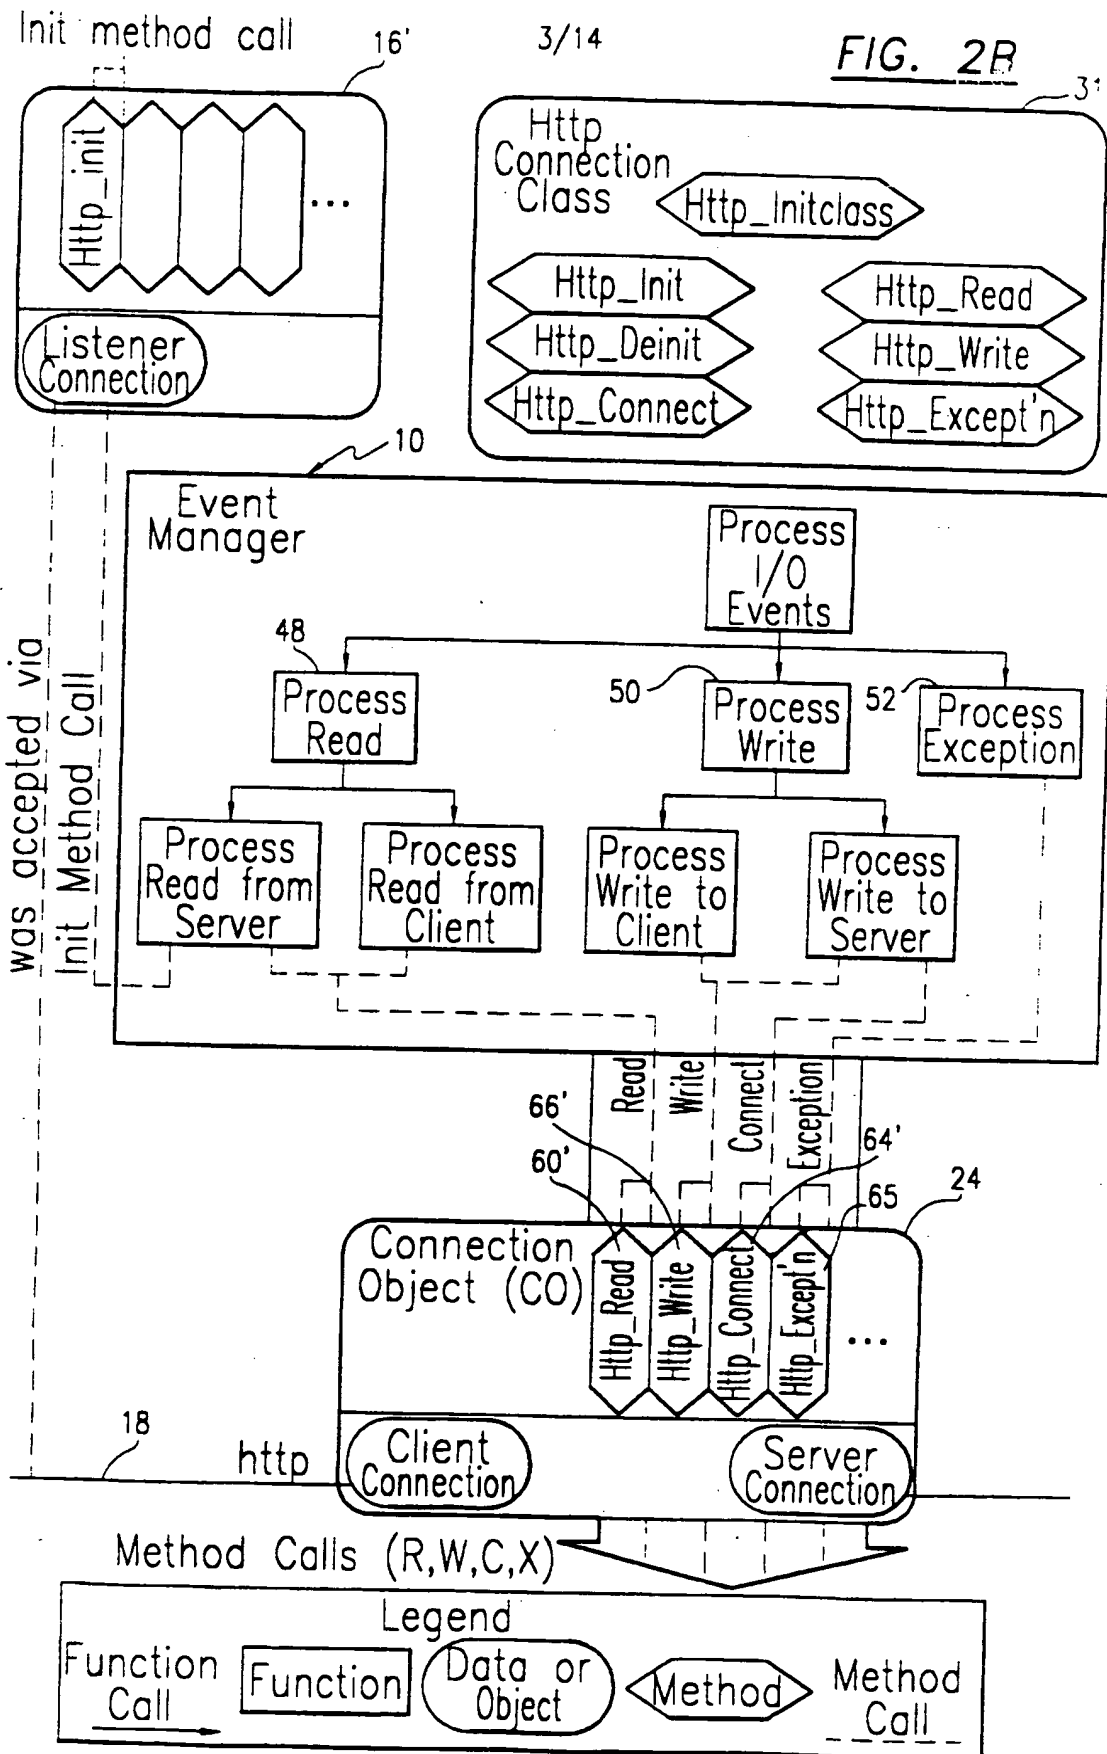 Init method call
16'
3/14
FIG. 2B
Http_init
...
Listener
Connection
Http
Connection
Class
Http_Initclass
Http_Init
Http_Deinit
Http_Connect
Http_Read
Http_Write
Http_Except'n
10
Event
Manager
Process
I/O
Events
48
Process
Read
50
Process
Write
52
Process
Exception
Process
Read from
Server
Process
Read from
Client
Process
Write to
Client
Process
Write to
Server
was accepted via
Init Method Call
Read
Write
Connect
Exception
66'
60'
64'
65
24
Connection
Object (CO)
Http_Read
Http_Write
Http_Connect
Http_Except'n
...
18
http
Client
Connection
Server
Connection
Method Calls (R,W,C,X)
Legend
Function
Call
Function
Data or
Object
Method
Method
Call